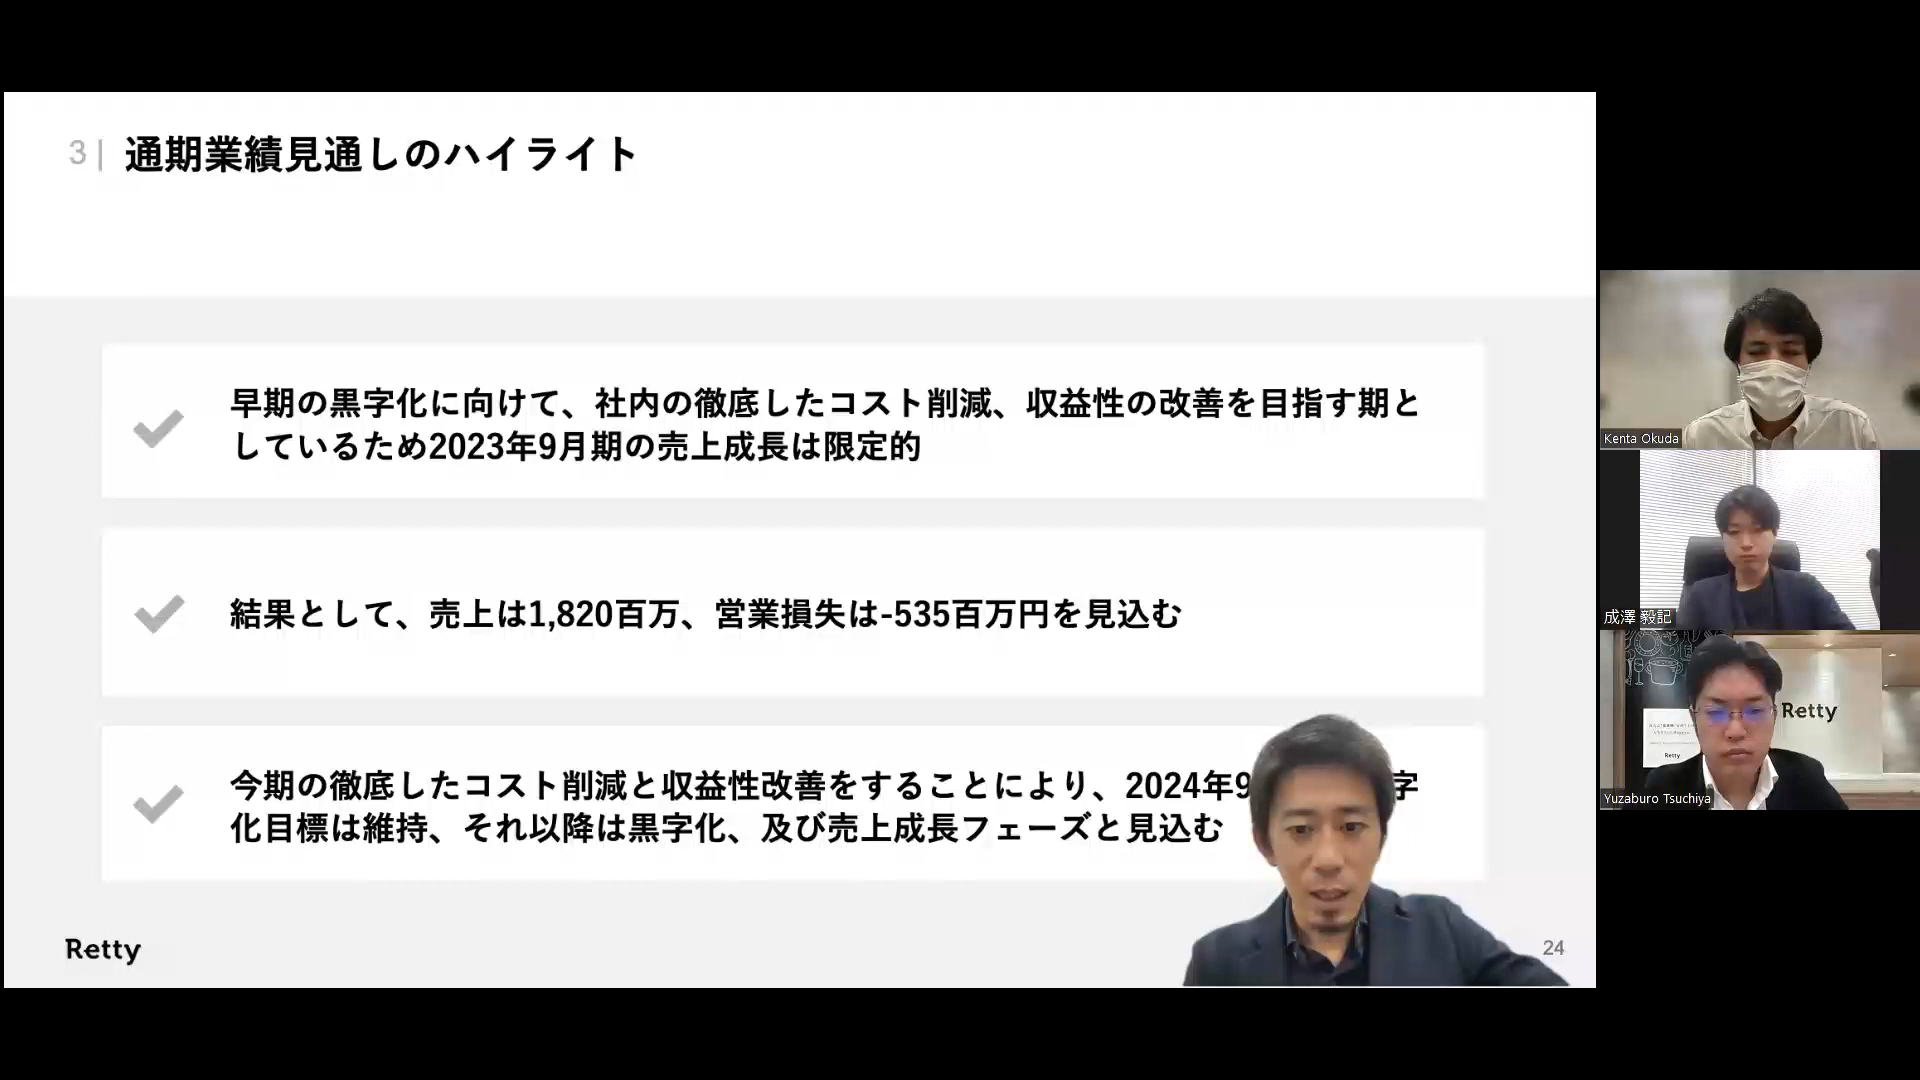 3| 通期業績見通しのハイライト
早期の黒字化に向けて、社内の徹底したコスト削減、収益性の改善を目指す期と
しているため2023年9月期の売上成長は限定的
結果として、売上は1,820百万、営業損失は-535百万円を見込む
今期の徹底したコスト削減と収益性改善をすることにより、2024年9 字
化目標は維持、それ以降は黒字化、及び売上成長フェーズと見込む
Retty
24
Kenta Okuda
成澤 毅記
Retty
Retty
Yuzaburo Tsuchiya